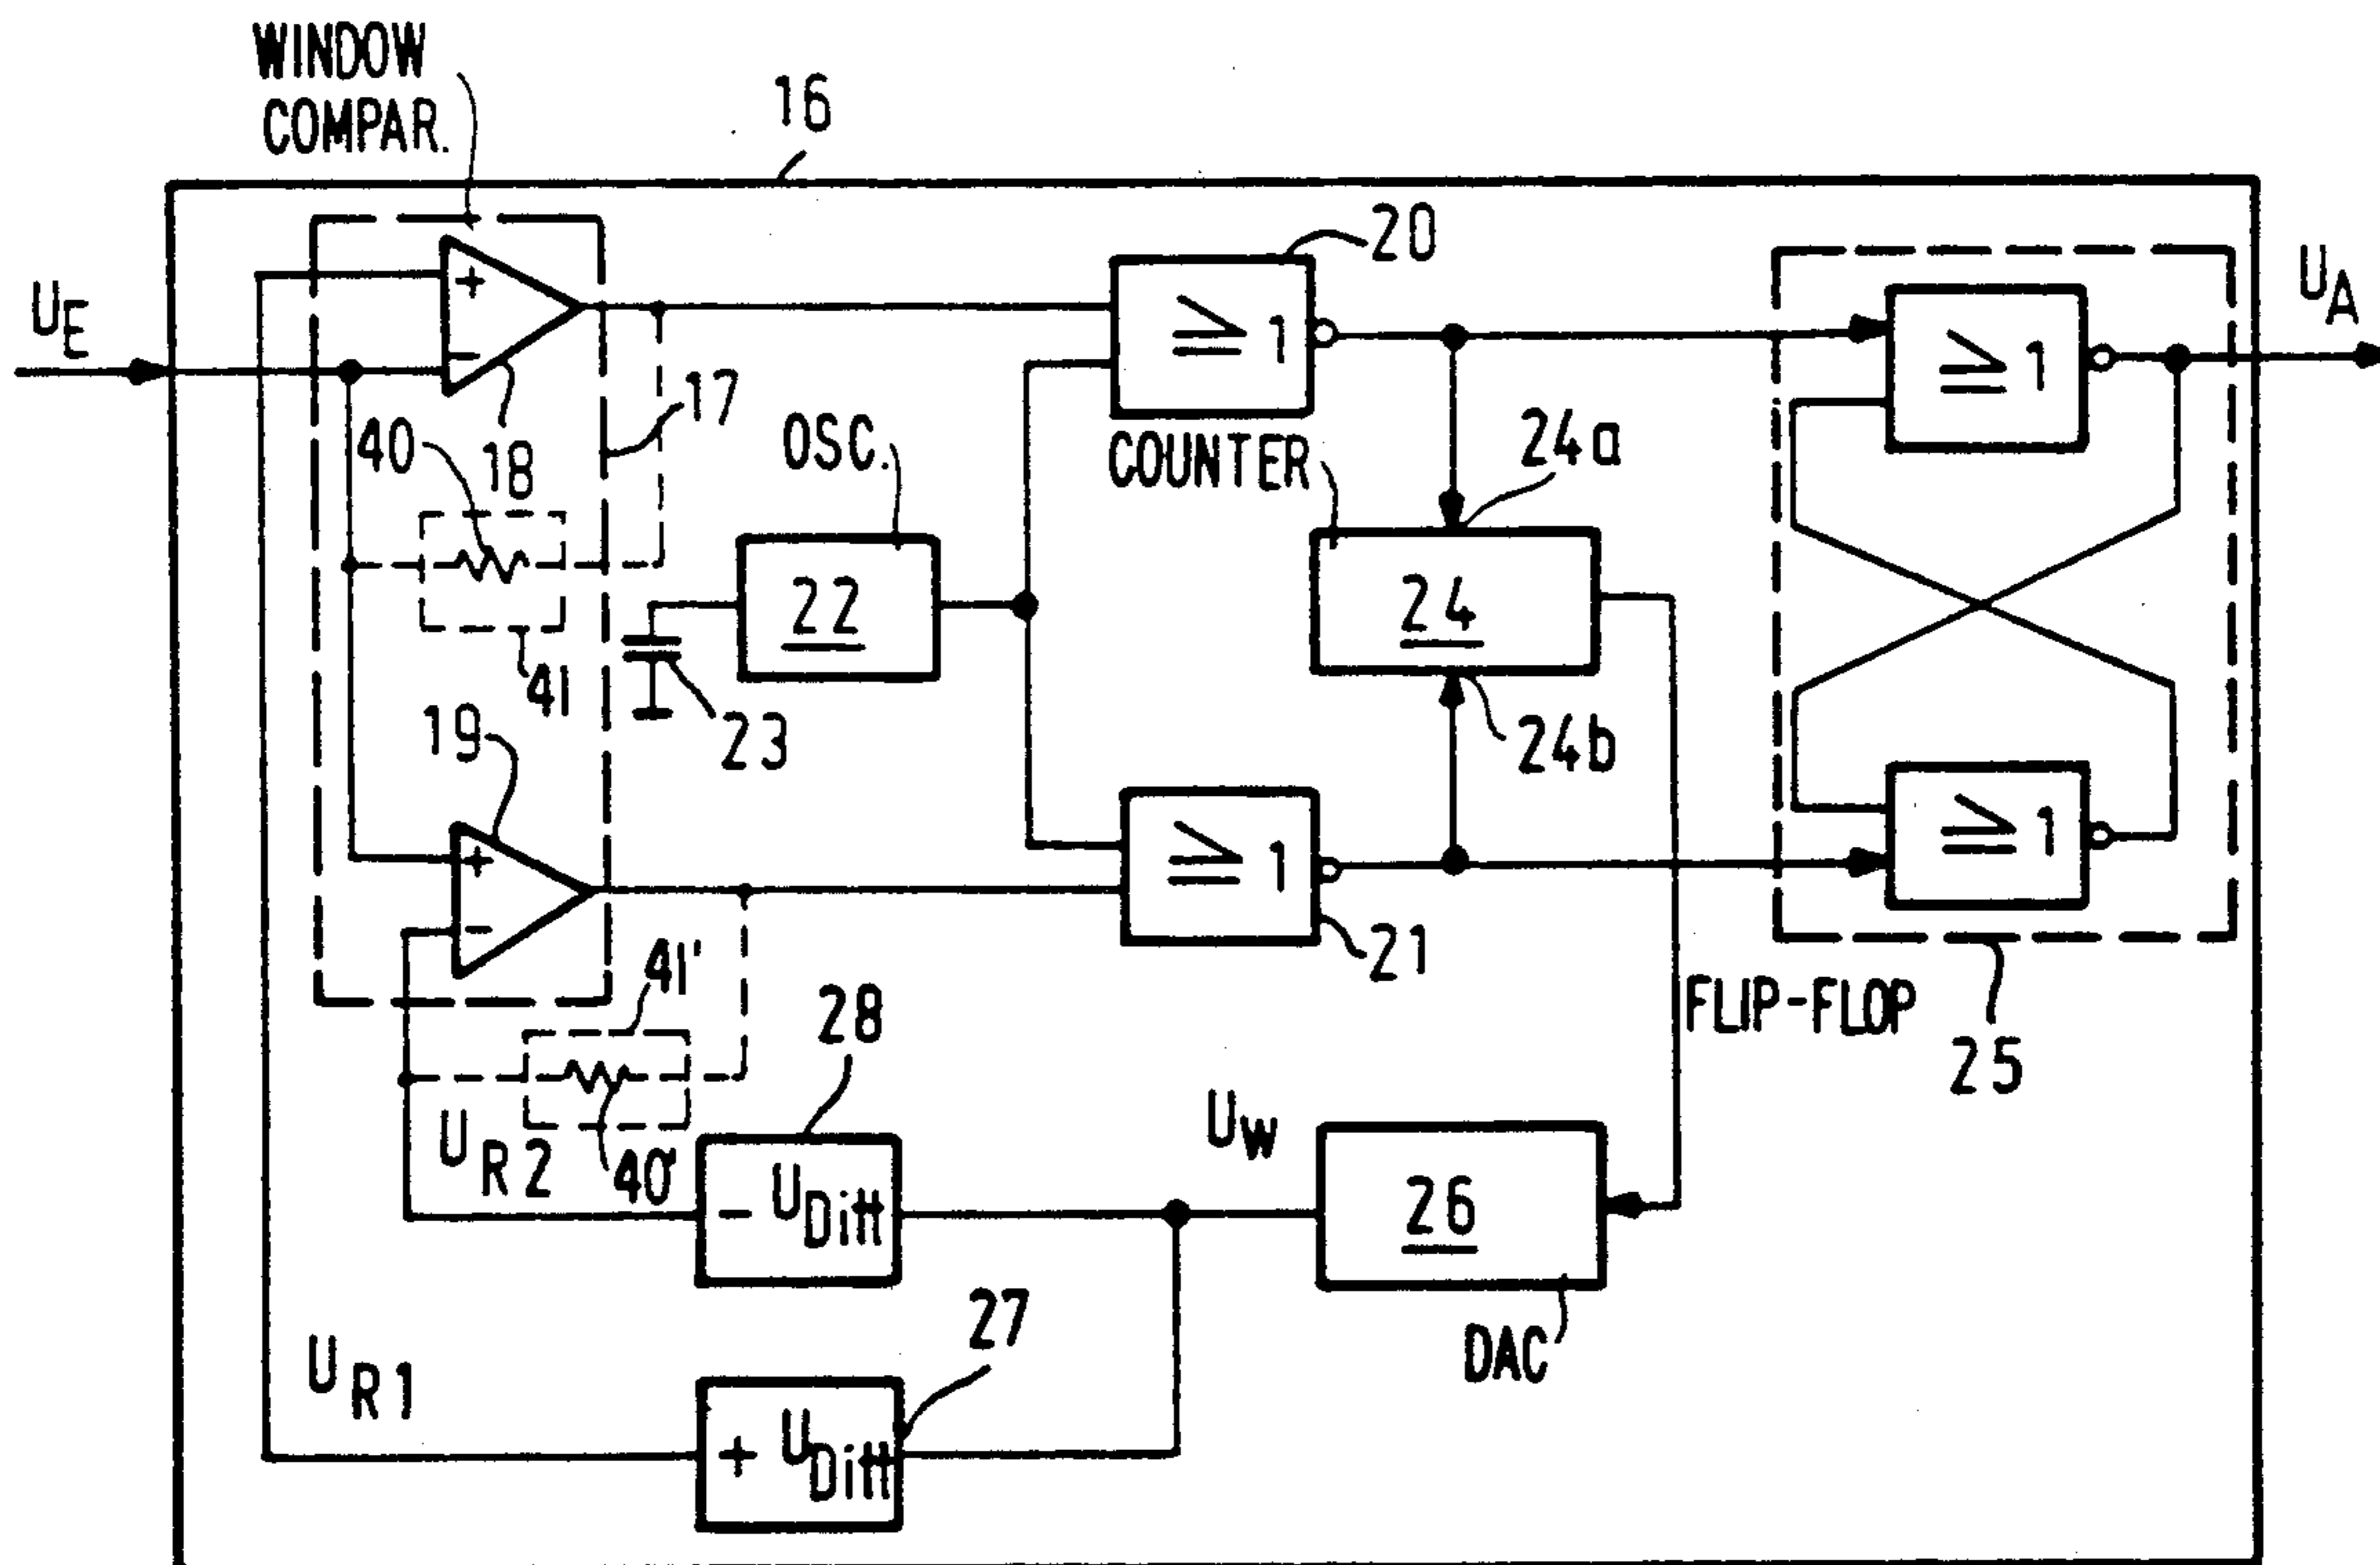 WINDOW
COMPAR.
16
20
U_E
U_A
+
≥ 1
≥ 1
−
17
40
18
OSC.
COUNTER
24a
22
24
41
23
24b
19
+
≥ 1
≥ 1
−
21
41'
28
FLIP-FLOP
25
U_R2
40'
U_W
− U_Diff
26
27
DAC
U_R1
+ U_Diff